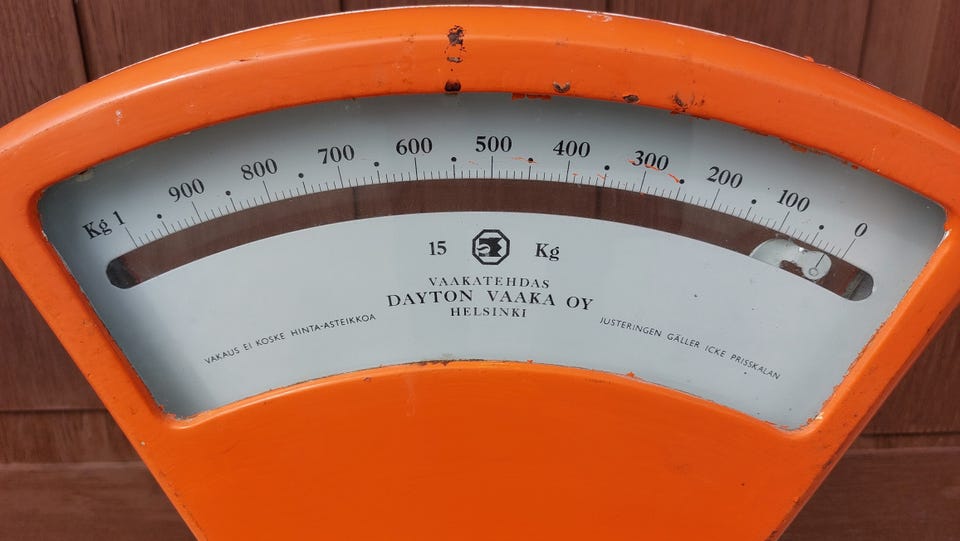 Kg 1 900 800 700 600 500 400 300 200 100 0
15 Kg
VAAKATEHDAS
DAYTON VAAKA OY
HELSINKI
VAKAUS EI KOSKE HINTA-ASTEIKKOA
JUSTERINGEN GÄLLER ICKE PRISSKALAN